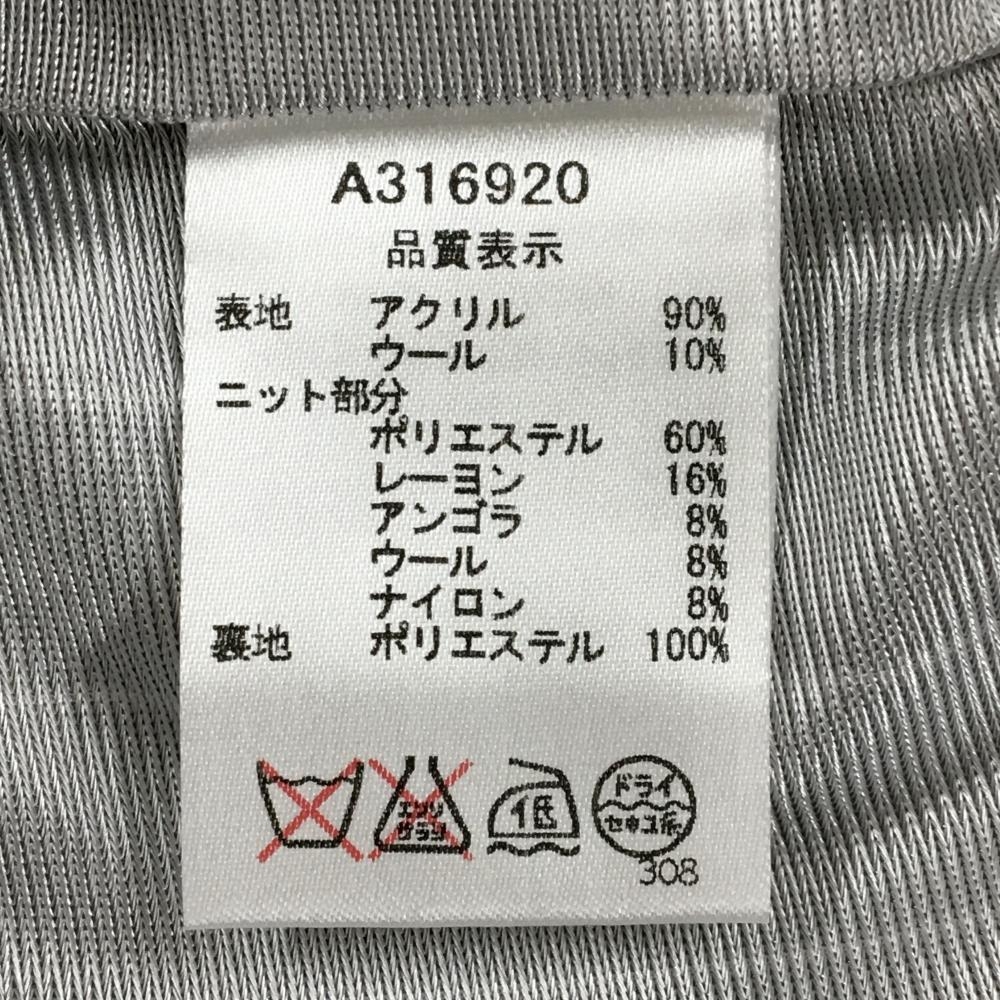 A316920
品質表示
表地 アクリル 90%
ウール 10%
ニット部分
ポリエステル 60%
レーヨン 16%
アンゴラ 8%
ウール 8%
ナイロン 8%
裏地 ポリエステル 100%
エンソ サラシ
低
ドライ
セキユ系
308